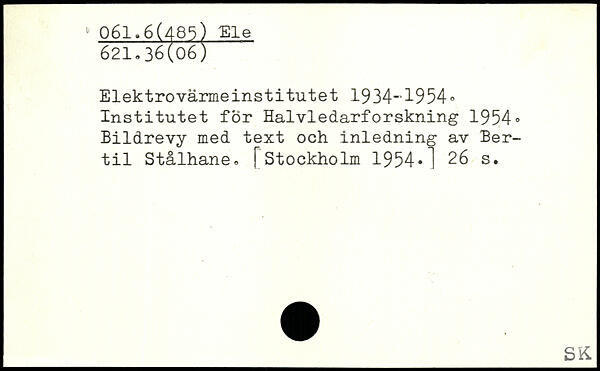 061.6(485) Ele
621.36(06)
Elektrovärmeinstitutet 1934-1954.
Institutet för Halvledarforskning 1954.
Bildrevy med text och inledning av Ber-
til Stålhane. [Stockholm 1954.] 26 s.
SK